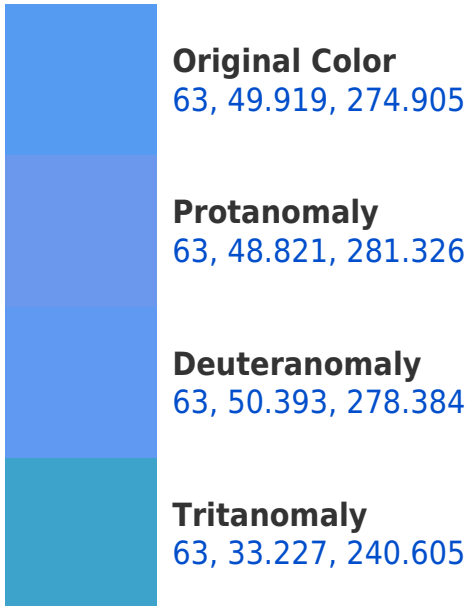 Original Color
63, 49.919, 274.905
Protanomaly
63, 48.821, 281.326
Deuteranomaly
63, 50.393, 278.384
Tritanomaly
63, 33.227, 240.605